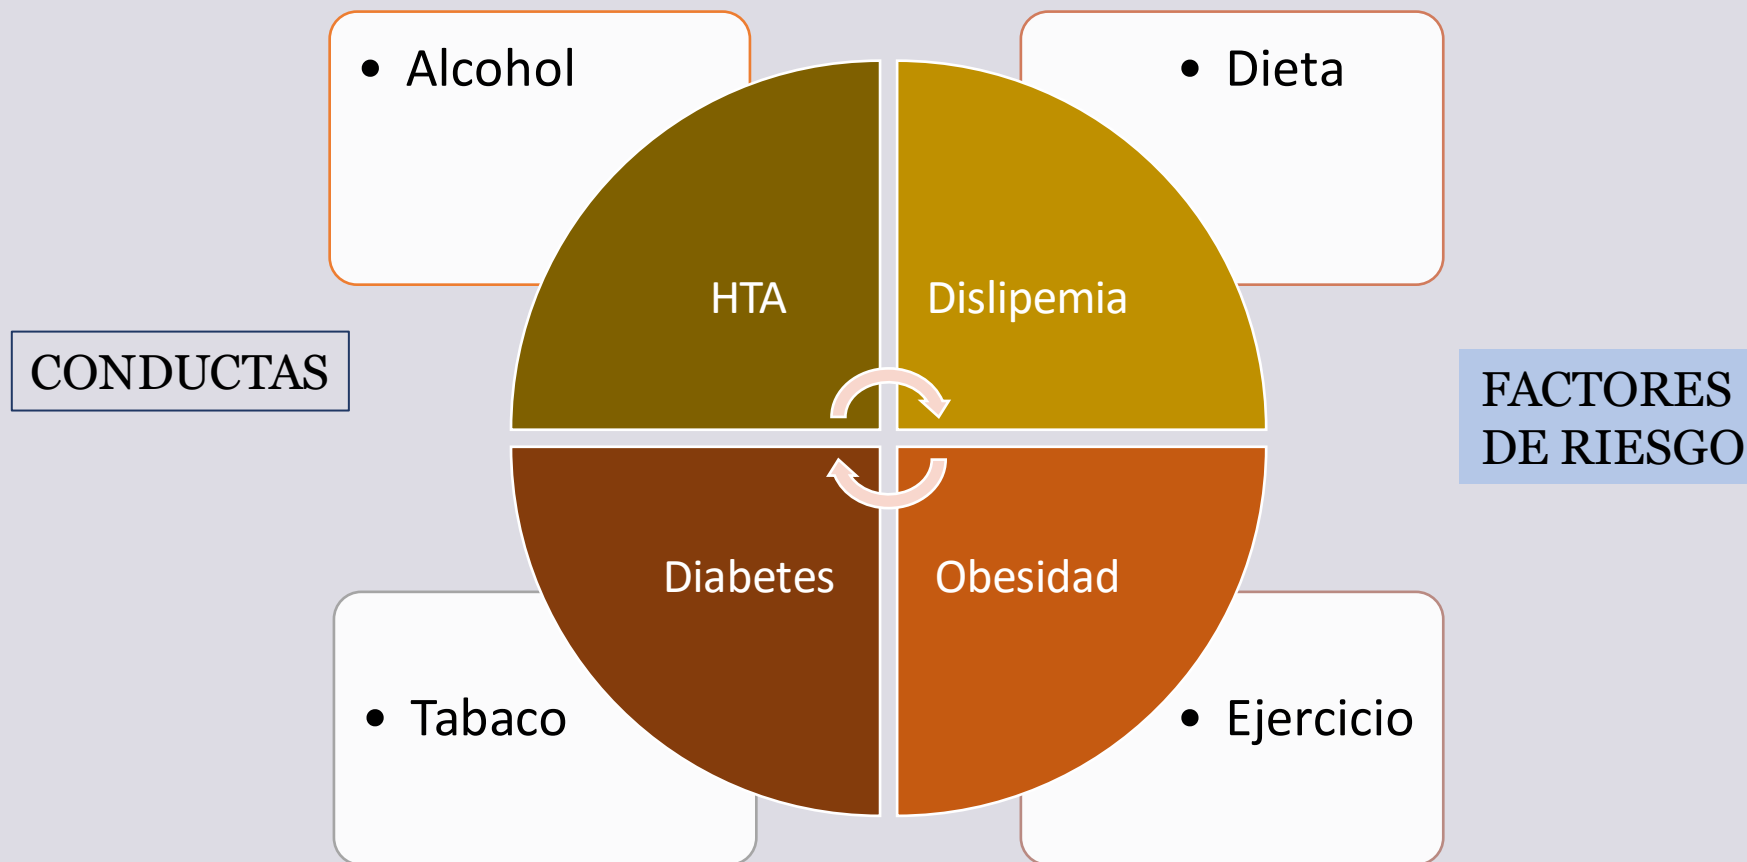 • Alcohol
• Dieta
HTA
Dislipemia
CONDUCTAS
FACTORES
DE RIESGO
Diabetes
Obesidad
• Tabaco
• Ejercicio